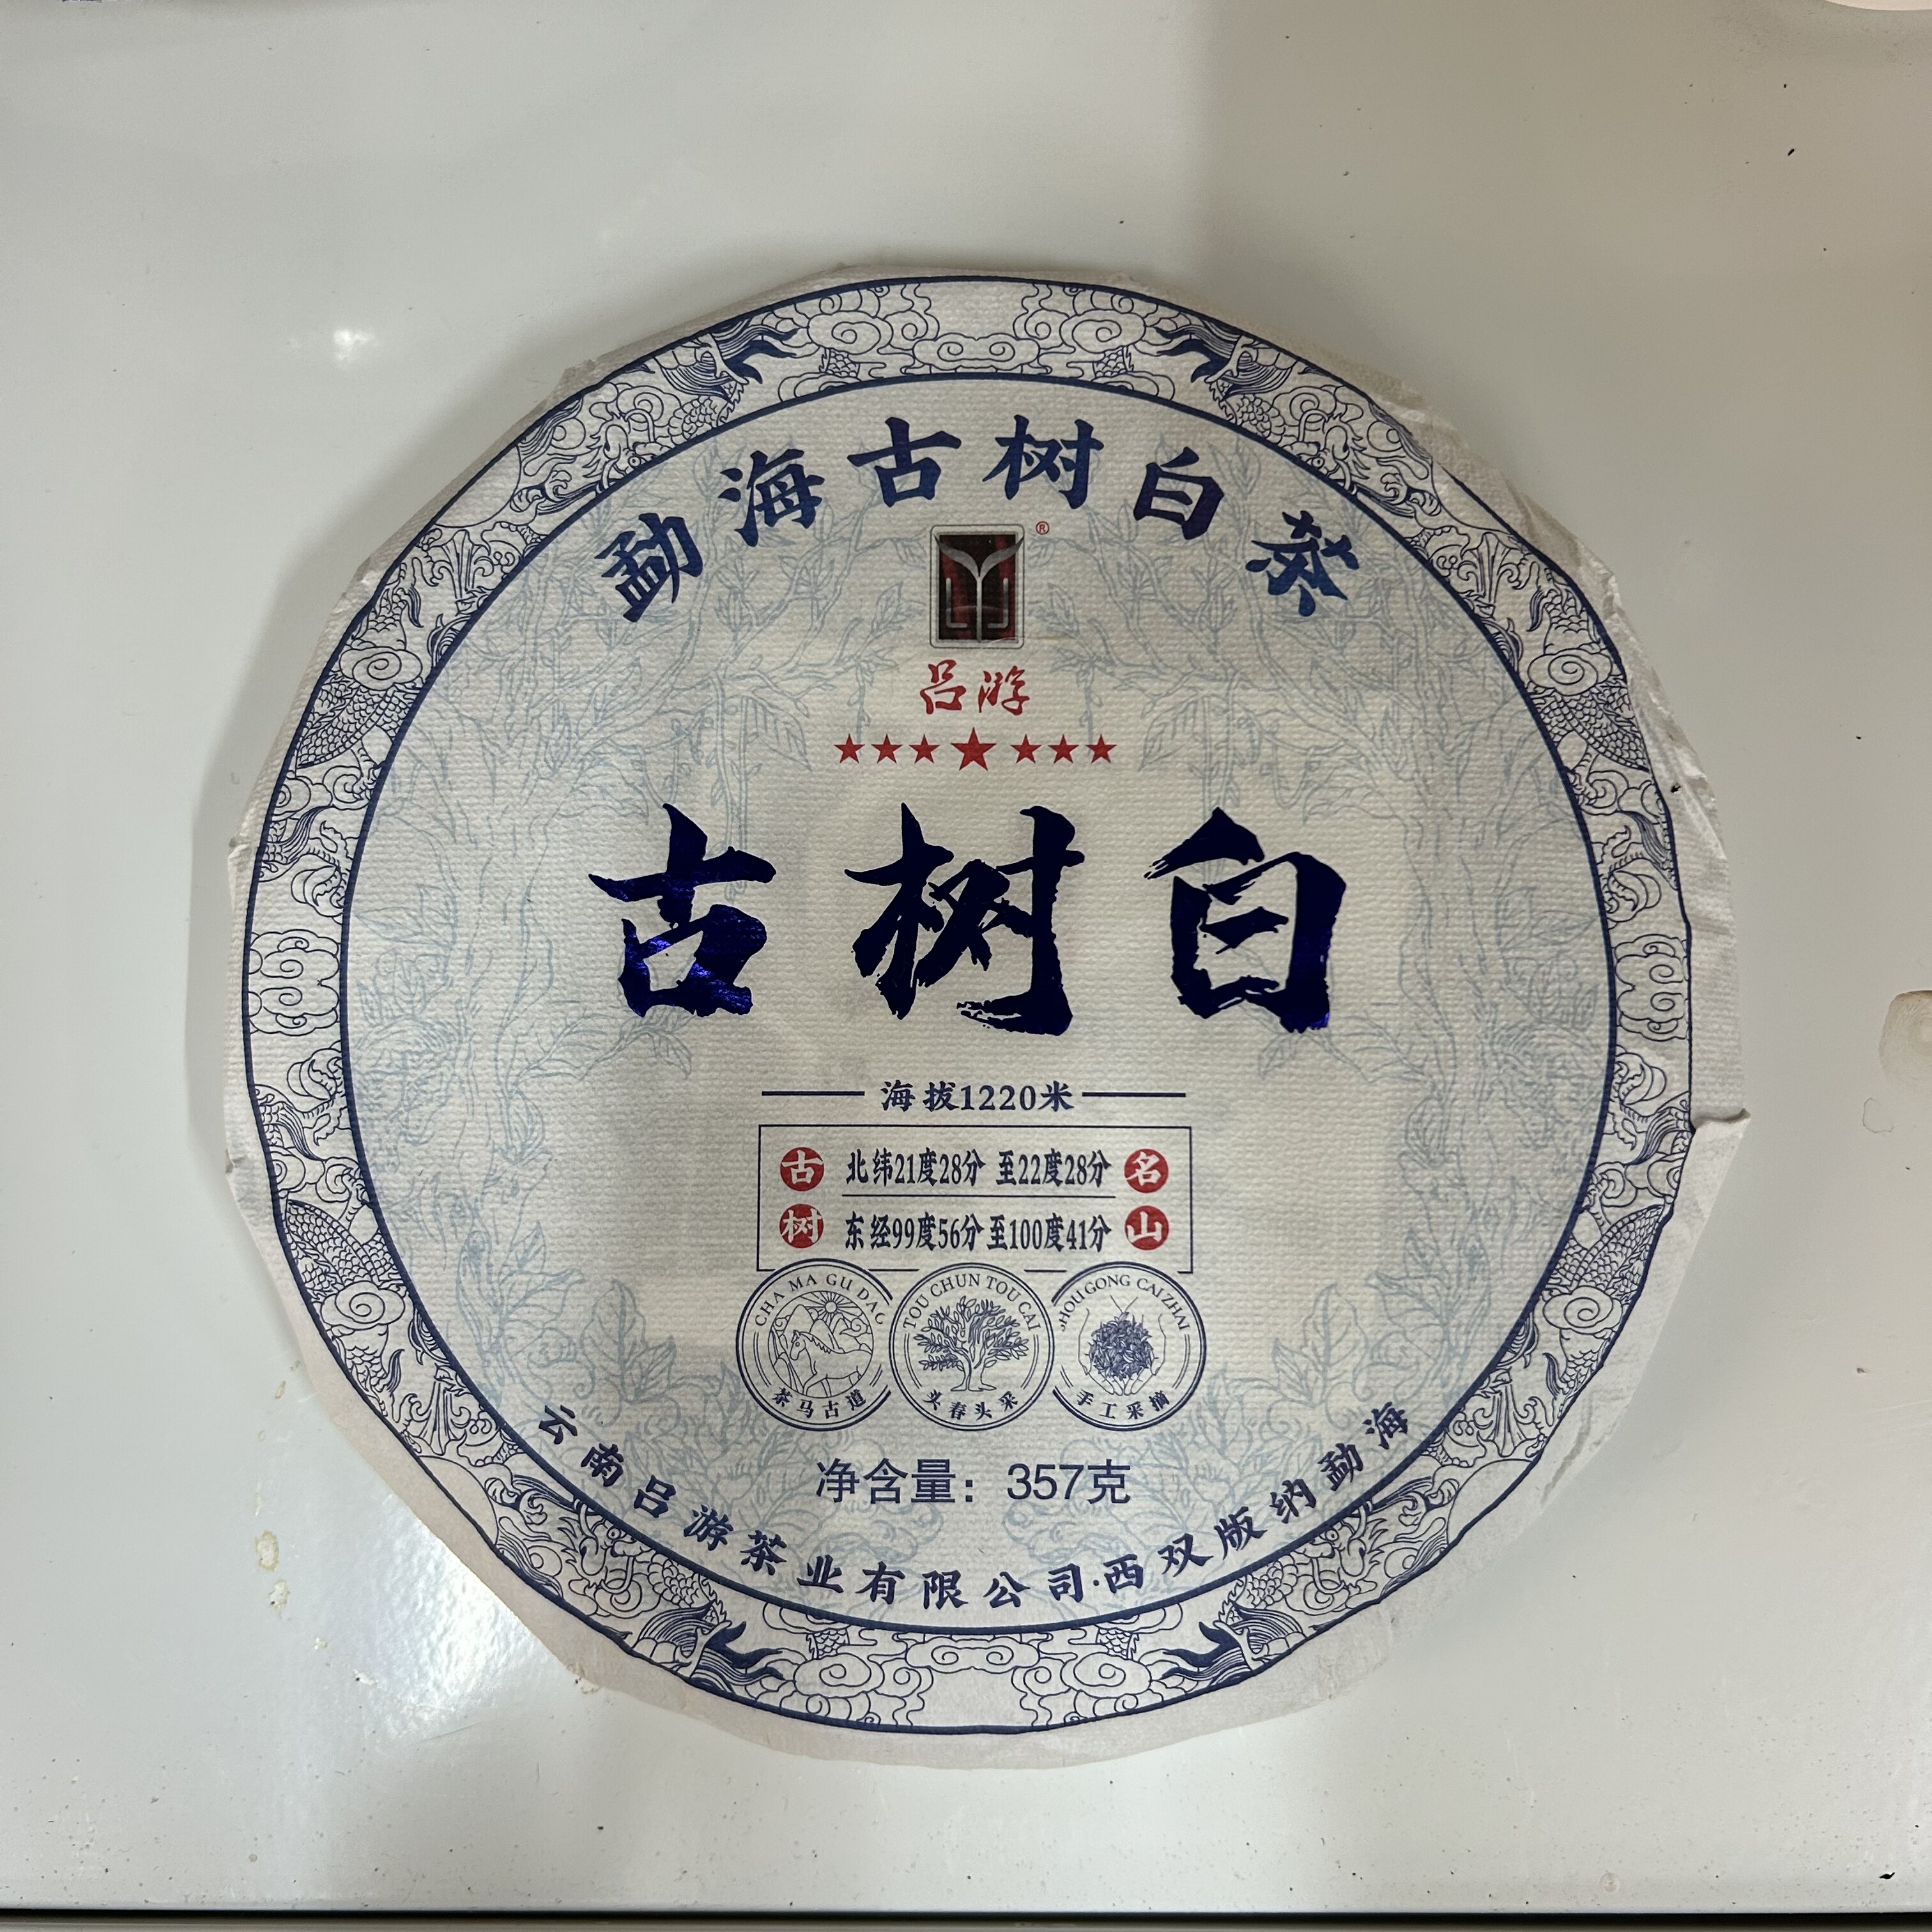 勐海古树白茶
®
吕游
古树白
海拔1220米
古树
北纬21度28分 至22度28分
东经99度56分至100度41分
名山
CHA MA GU DAO
茶马古道
TOU CHUN TOU CAI
头春头采
SHOU GONG CAI ZHAI
手工采摘
净含量：357克
云南吕游茶业有限公司·西双版纳勐海